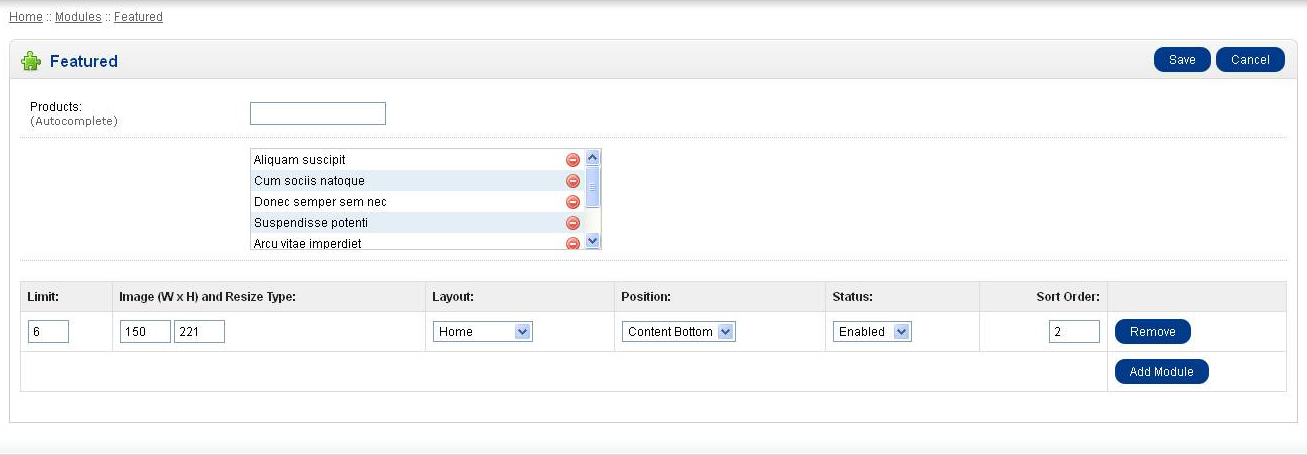 Home :: Modules :: Featured
Featured Save Cancel
Products:
(Autocomplete)
Aliquam suscipit
Cum sociis natoque
Donec semper sem nec
Suspendisse potenti
Arcu vitae imperdiet
Limit: Image (W x H) and Resize Type: Layout: Position: Status: Sort Order:
6 150 221 Home Content Bottom Enabled 2 Remove
Add Module